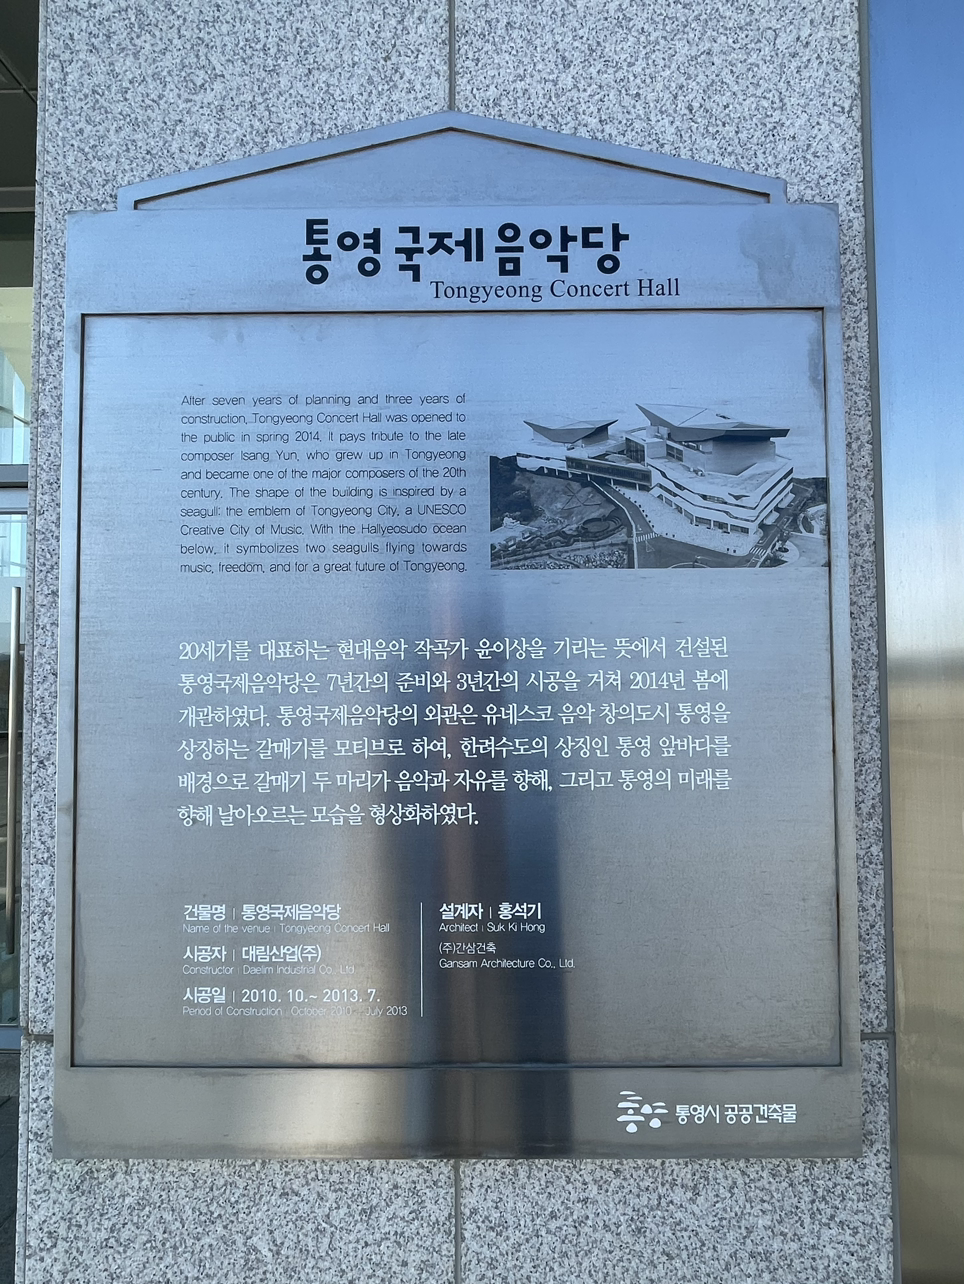 통영국제음악당
Tongyeong Concert Hall
After seven years of planning and three years of
construction, Tongyeong Concert Hall was opened to
the public in spring 2014. It pays tribute to the late
composer Isang Yun, who grew up in Tongyeong
and became one of the major composers of the 20th
century. The shape of the building is inspired by a
seagull: the emblem of Tongyeong City, a UNESCO
Creative City of Music. With the Hallyeosudo ocean
below, it symbolizes two seagulls flying towards
music, freedom, and for a great future of Tongyeong.
20세기를 대표하는 현대음악 작곡가 윤이상을 기리는 뜻에서 건설된
통영국제음악당은 7년간의 준비와 3년간의 시공을 거쳐 2014년 봄에
개관하였다. 통영국제음악당의 외관은 유네스코 음악 창의도시 통영을
상징하는 갈매기를 모티브로 하여, 한려수도의 상징인 통영 앞바다를
배경으로 갈매기 두 마리가 음악과 자유를 향해, 그리고 통영의 미래를
향해 날아오르는 모습을 형상화하였다.
건물명 | 통영국제음악당
Name of the venue | Tongyeong Concert Hall
시공자 | 대림산업(주)
Constructor | Daelim Industrial Co., Ltd
시공일 | 2010. 10.~ 2013. 7.
Period of Construction | October 2010 - July 2013
설계자 | 홍석기
Architect | Suk Ki Hong
(주)간삼건축
Gansam Architecture Co., Ltd.
통영 통영시 공공건축물